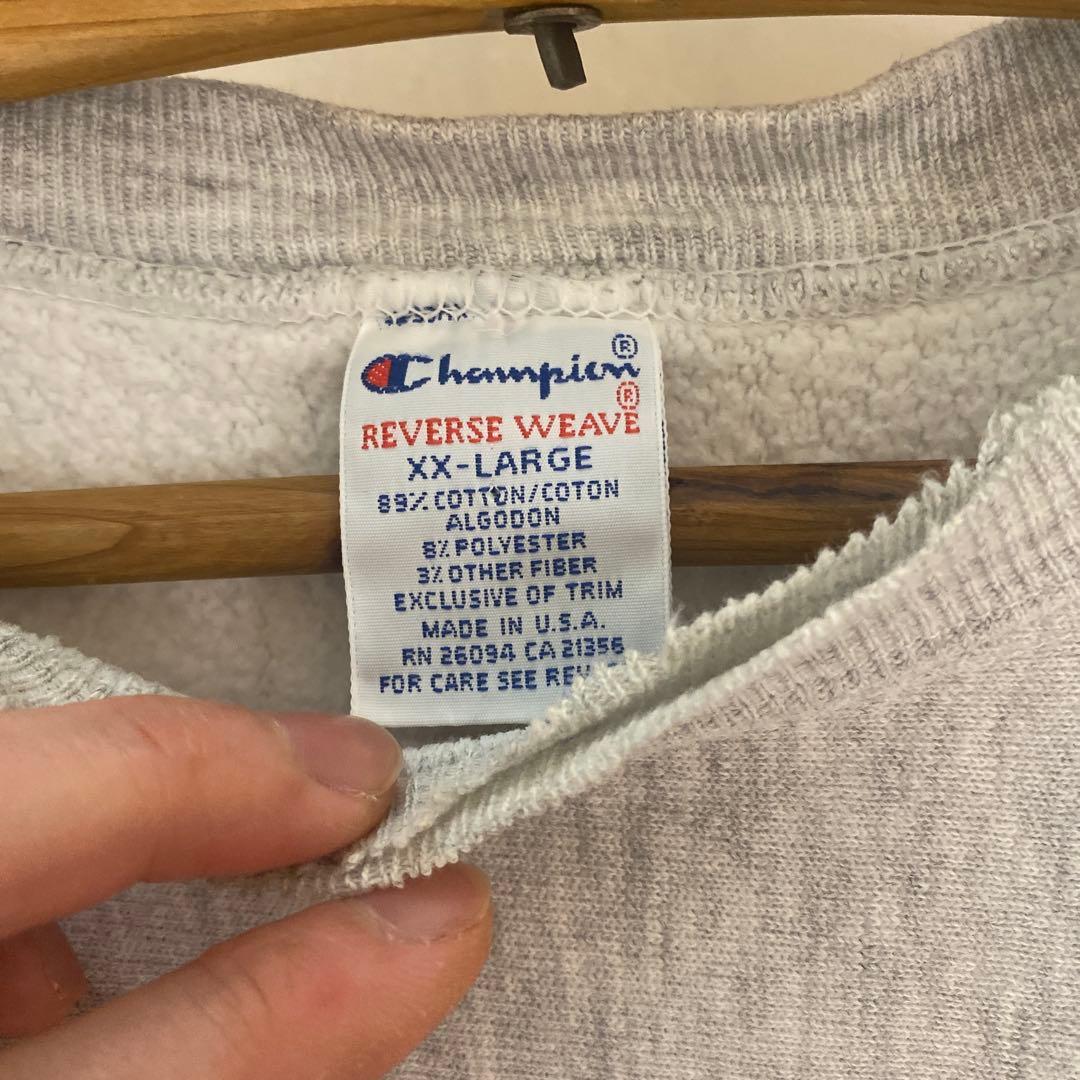 Champion®
REVERSE WEAVE®
XX-LARGE
89% COTTON/COTON
ALGODON
8% POLYESTER
3% OTHER FIBER
EXCLUSIVE OF TRIM
MADE IN U.S.A.
RN 26094 CA 21356
FOR CARE SEE